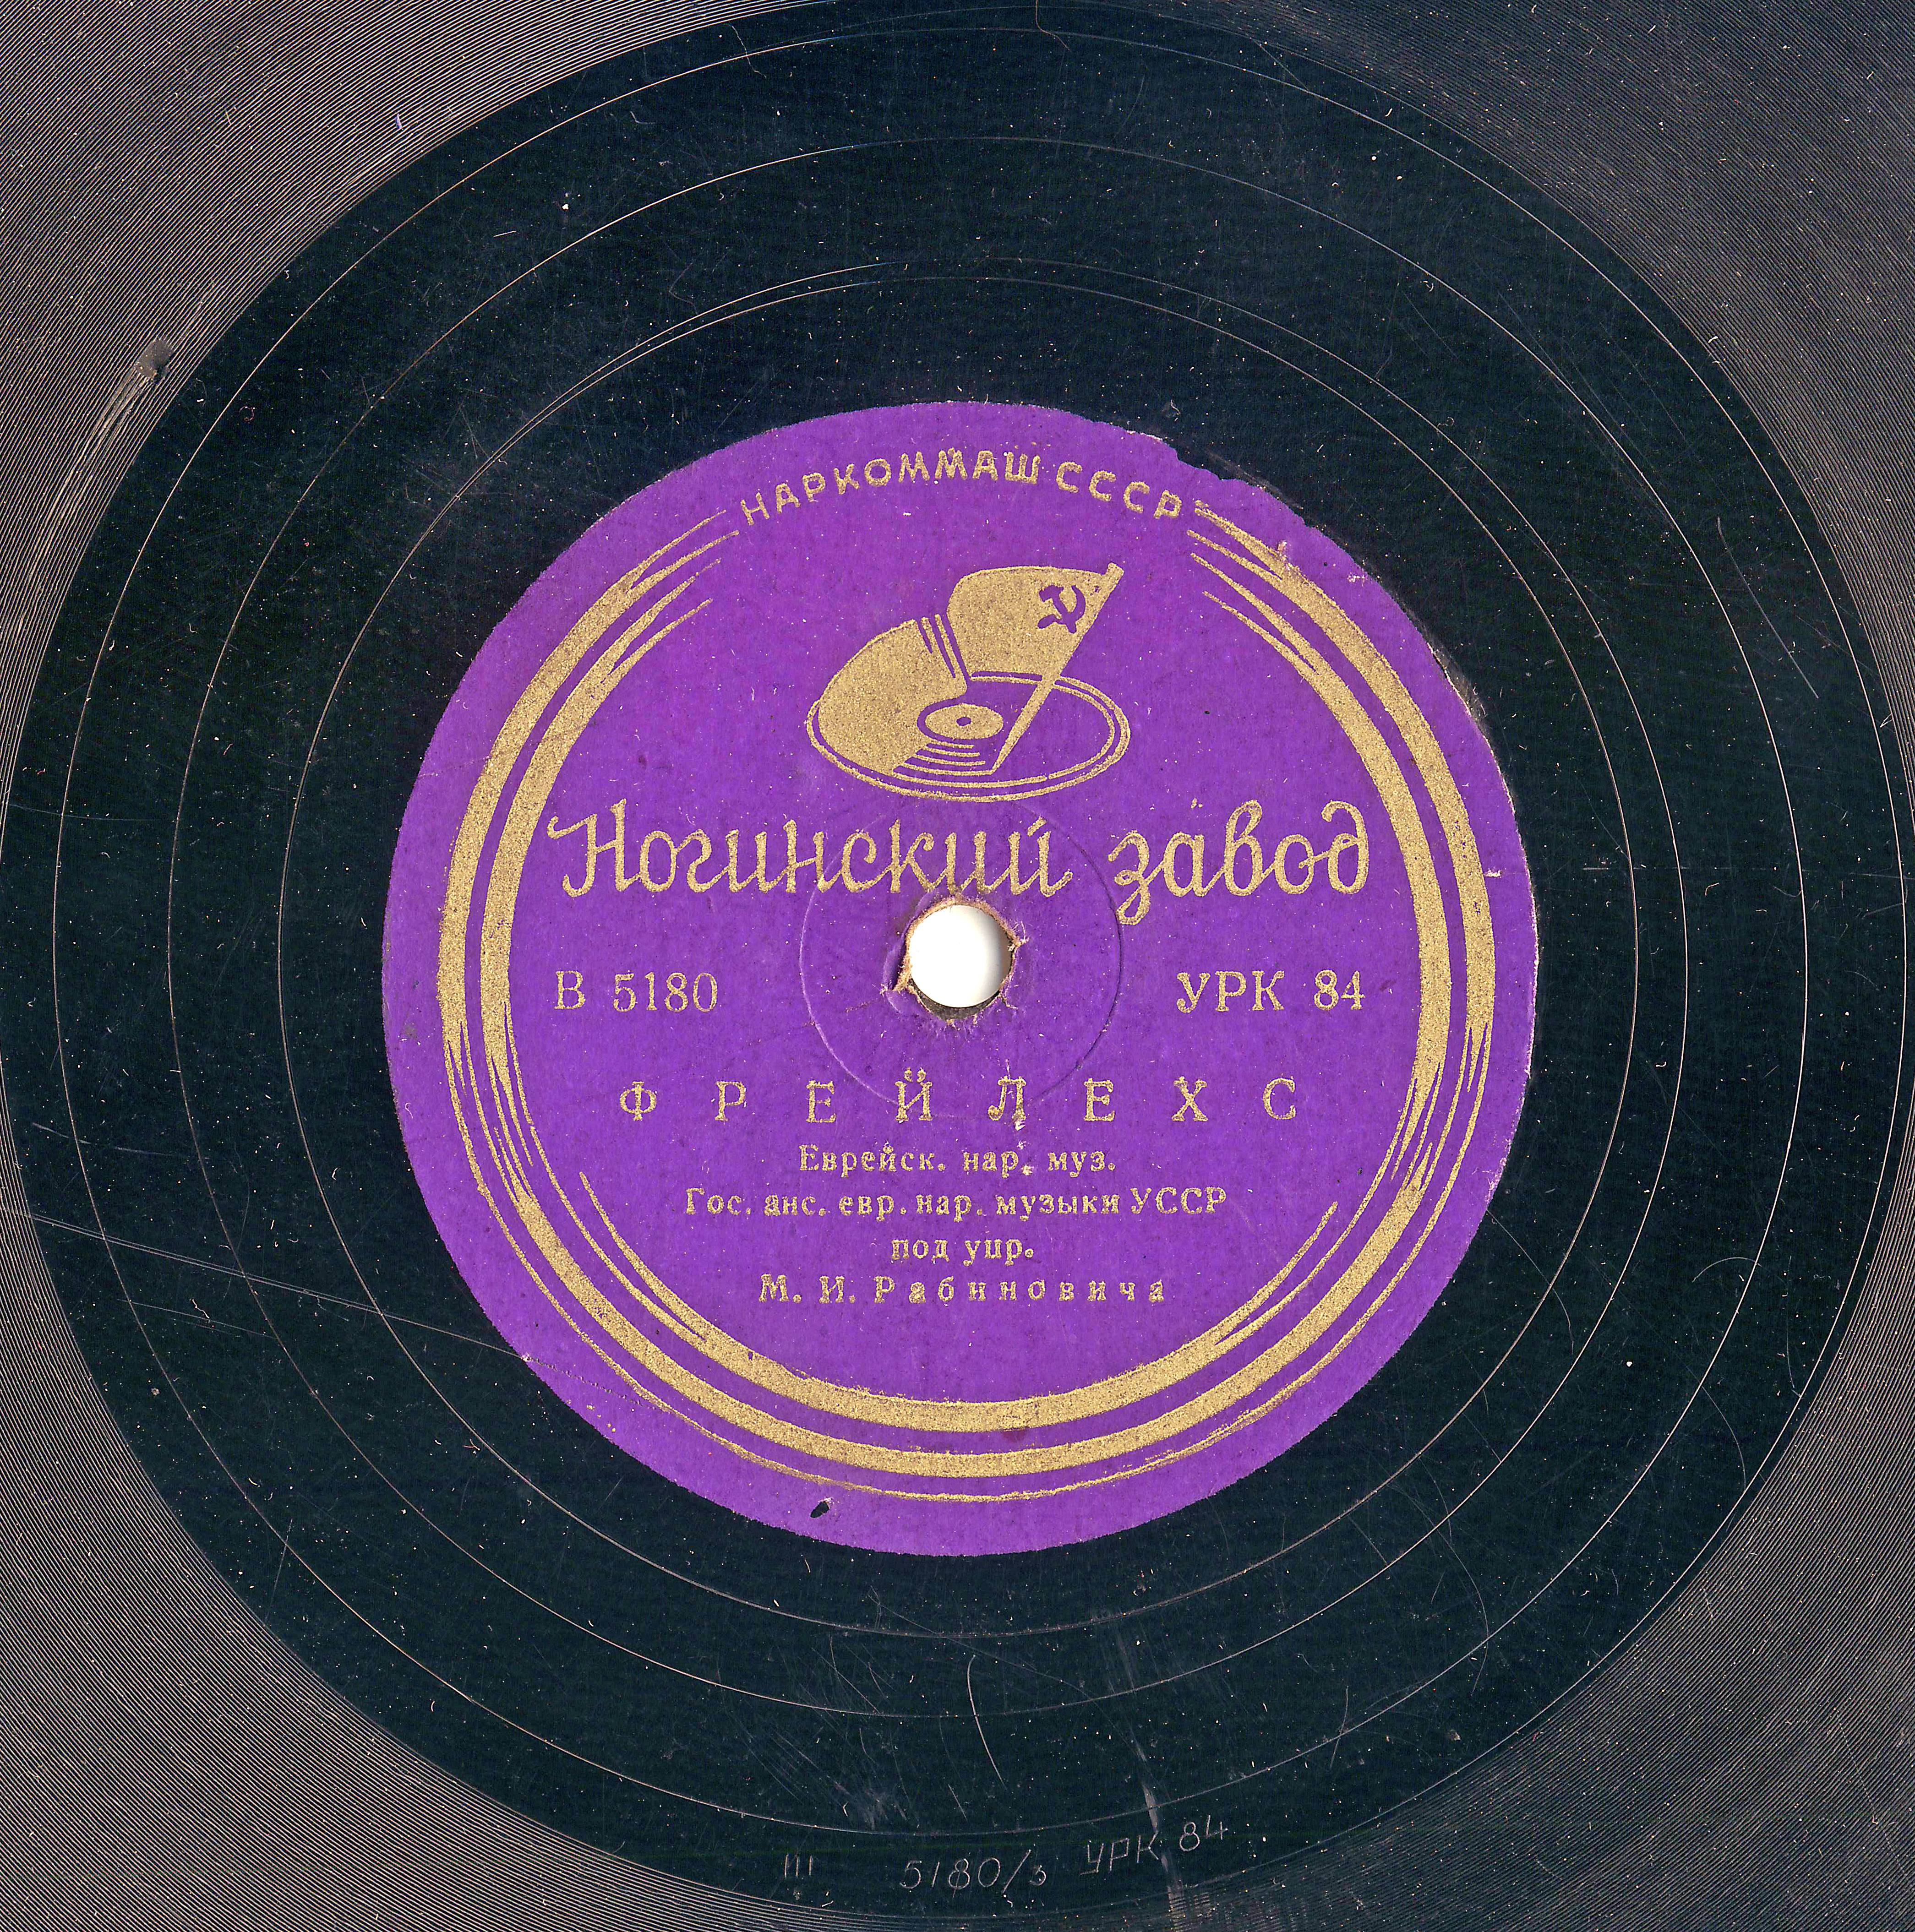 НАРКОММАШ СССР
Ногинский завод
В 5180 УРК 84
ФРЕЙЛЕХС
Еврейск. нар. муз.
Гос. анс. евр. нар. музыки УССР
под упр.
М. И. Рабиновича
III 5180/3 УРК 84